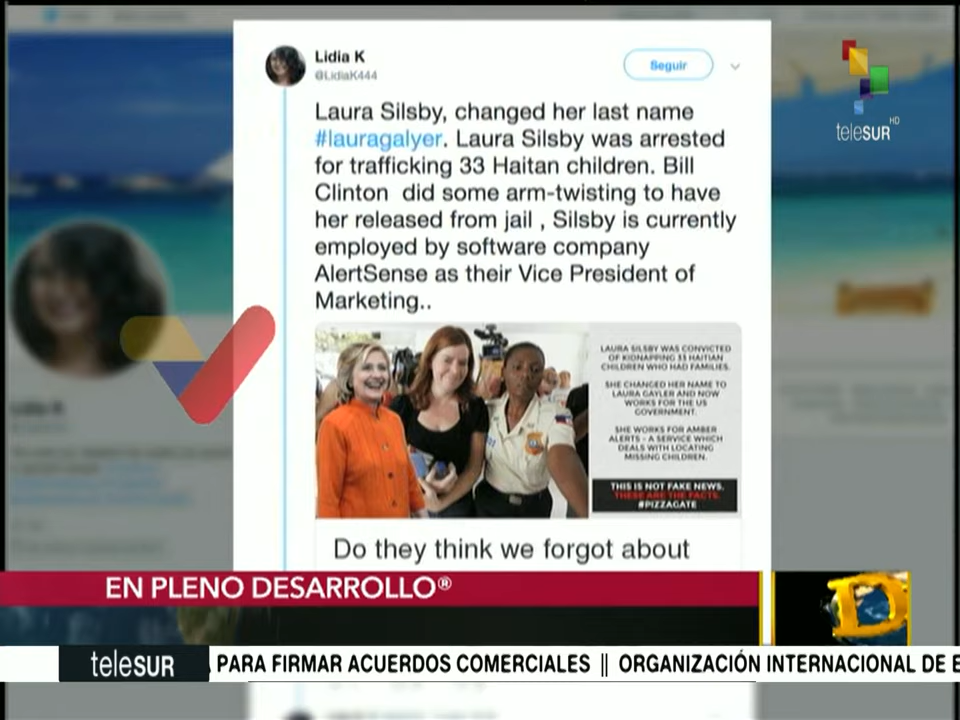 Lidia K
@LidiaK444
Seguir
Laura Silsby, changed her last name
#lauragalyer. Laura Silsby was arrested
for trafficking 33 Haitan children. Bill
Clinton did some arm-twisting to have
her released from jail , Silsby is currently
employed by software company
AlertSense as their Vice President of
Marketing..
LAURA SILSBY WAS CONVICTED
OF KIDNAPPING 33 HAITIAN
CHILDREN WHO HAD FAMILIES.
SHE CHANGED HER NAME TO
LAURA GAYLER AND NOW
WORKS FOR THE US
GOVERNMENT.
SHE WORKS FOR AMBER
ALERTS - A SERVICE WHICH
DEALS WITH LOCATING
MISSING CHILDREN.
THIS IS NOT FAKE NEWS.
THESE ARE THE FACTS.
#PIZZAGATE
Do they think we forgot about
teleSUR HD
EN PLENO DESARROLLO®
D
teleSUR
PARA FIRMAR ACUERDOS COMERCIALES || ORGANIZACIÓN INTERNACIONAL DE